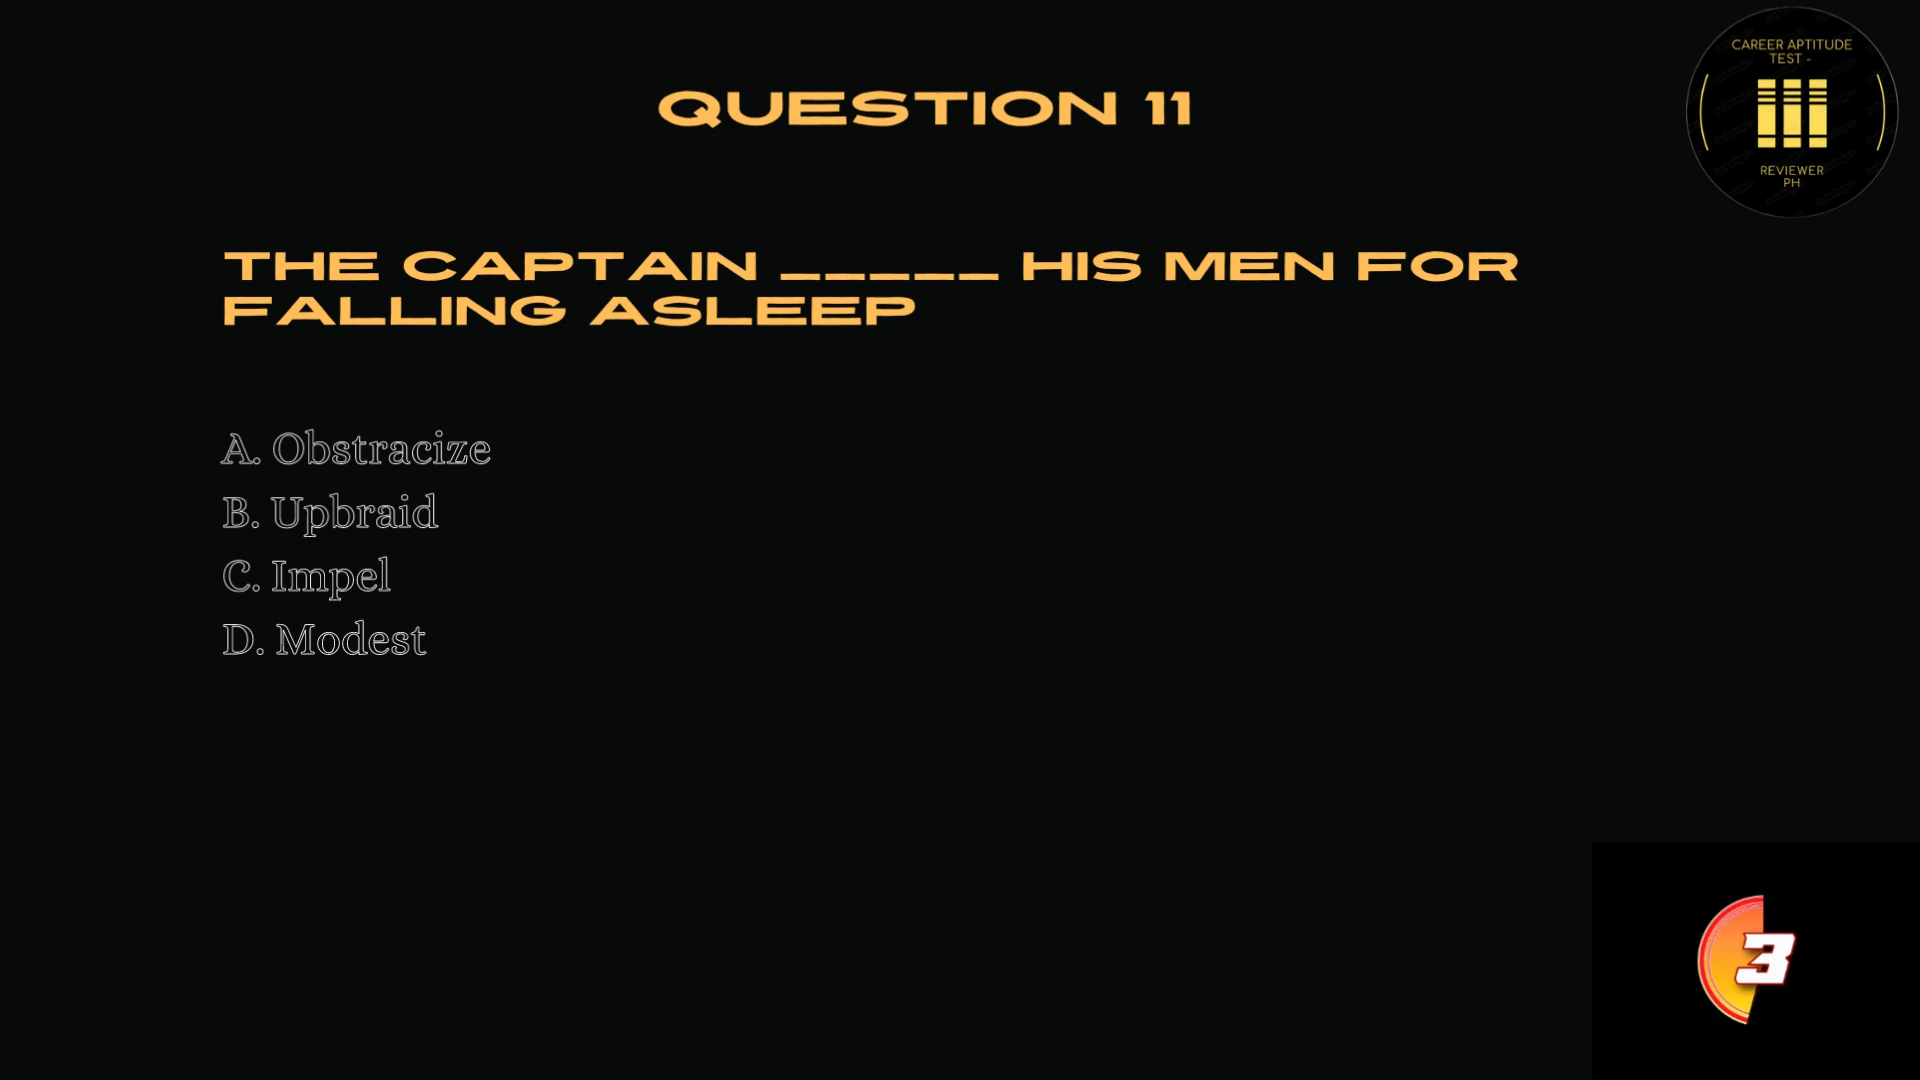 CAREER APTITUDE
TEST -
REVIEWER
PH
QUESTION 11
THE CAPTAIN _____ HIS MEN FOR
FALLING ASLEEP
A. Obstracize
B. Upbraid
C. Impel
D. Modest
3